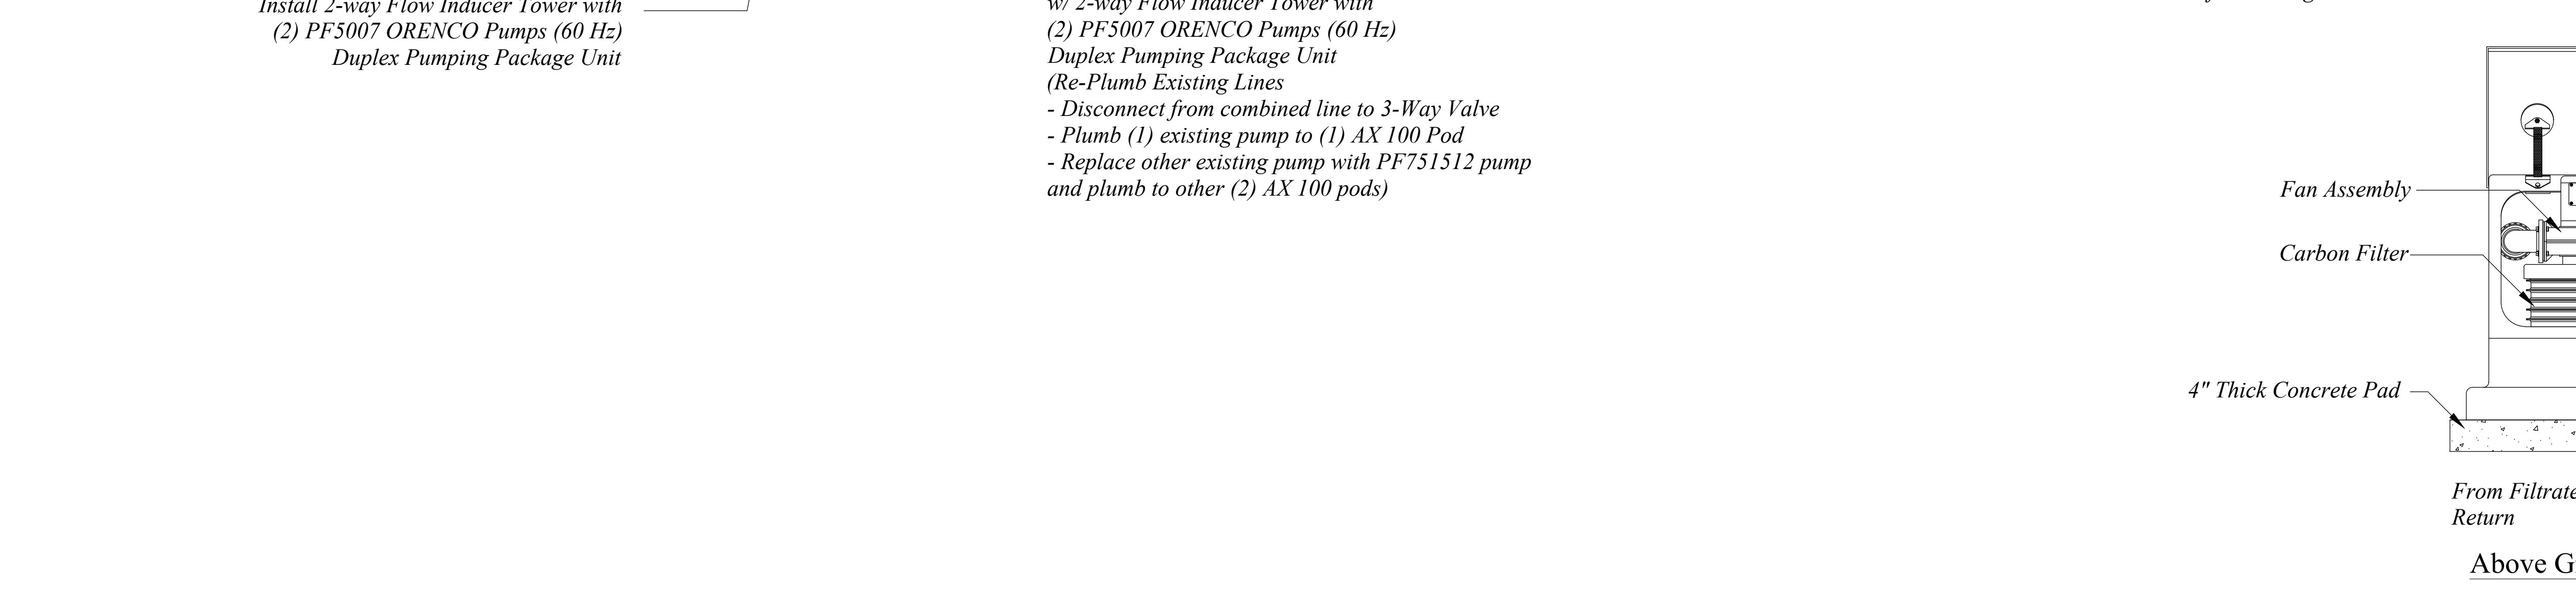 Install 2-way Flow Inducer Tower with
(2) PF5007 ORENCO Pumps (60 Hz)
Duplex Pumping Package Unit
w/ 2-way Flow Inducer Tower with
(2) PF5007 ORENCO Pumps (60 Hz)
Duplex Pumping Package Unit
(Re-Plumb Existing Lines
- Disconnect from combined line to 3-Way Valve
- Plumb (1) existing pump to (1) AX 100 Pod
- Replace other existing pump with PF751512 pump
and plumb to other (2) AX 100 pods)
Fan Assembly
Carbon Filter
4" Thick Concrete Pad
From Filtrate
Return
Above G